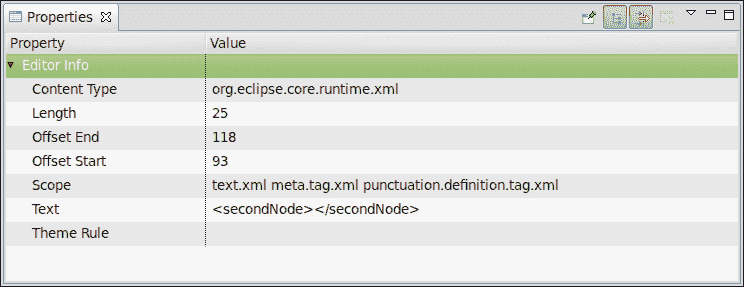 Properties
Property Value
Editor Info
Content Type org.eclipse.core.runtime.xml
Length 25
Offset End 118
Offset Start 93
Scope text.xml meta.tag.xml punctuation.definition.tag.xml
Text <secondNode></secondNode>
Theme Rule